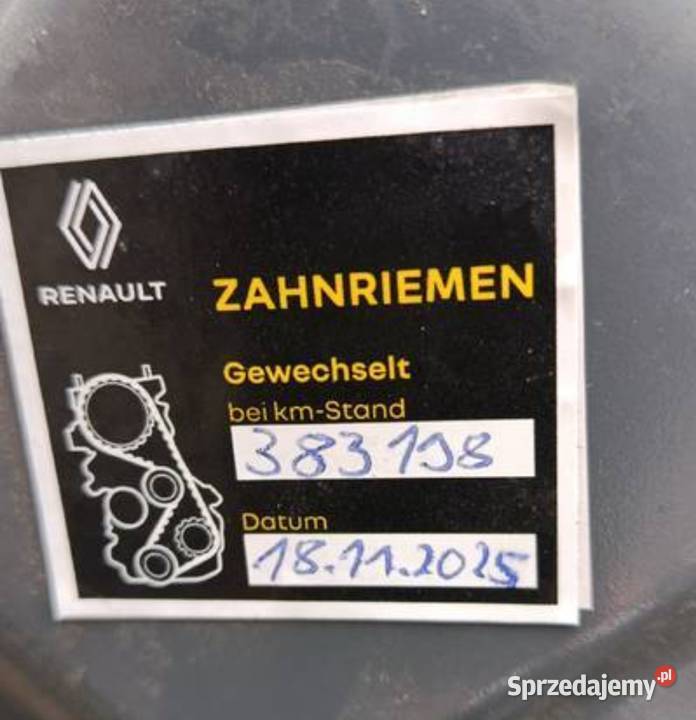 RENAULT
ZAHNRIEMEN
Gewechselt
bei km-Stand
383198
Datum
18.11.2025
Sprzedajemy.pl